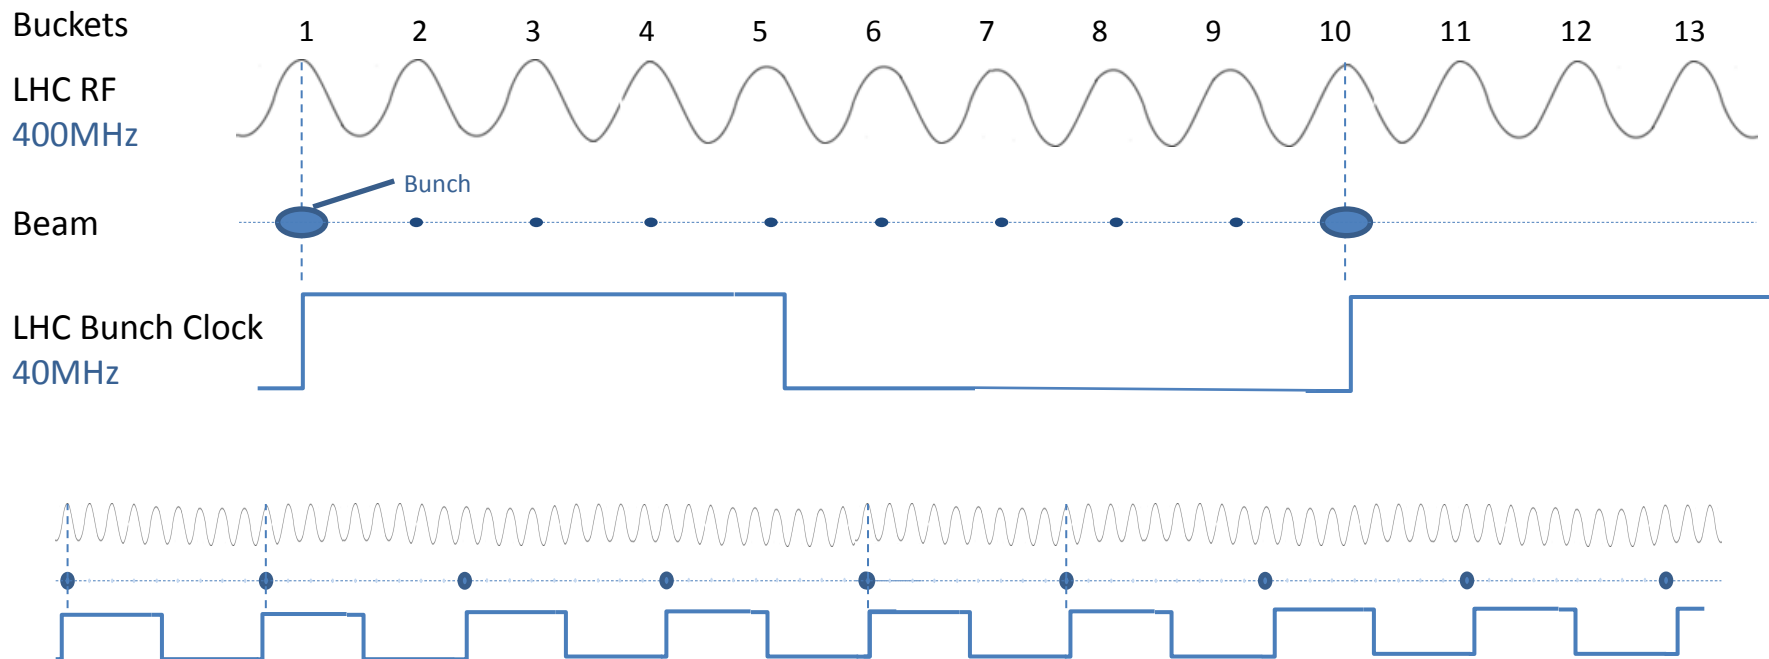 Buckets 1 2 3 4 5 6 7 8 9 10 11 12 13
LHC RF
400MHz
Bunch
Beam
LHC Bunch Clock
40MHz